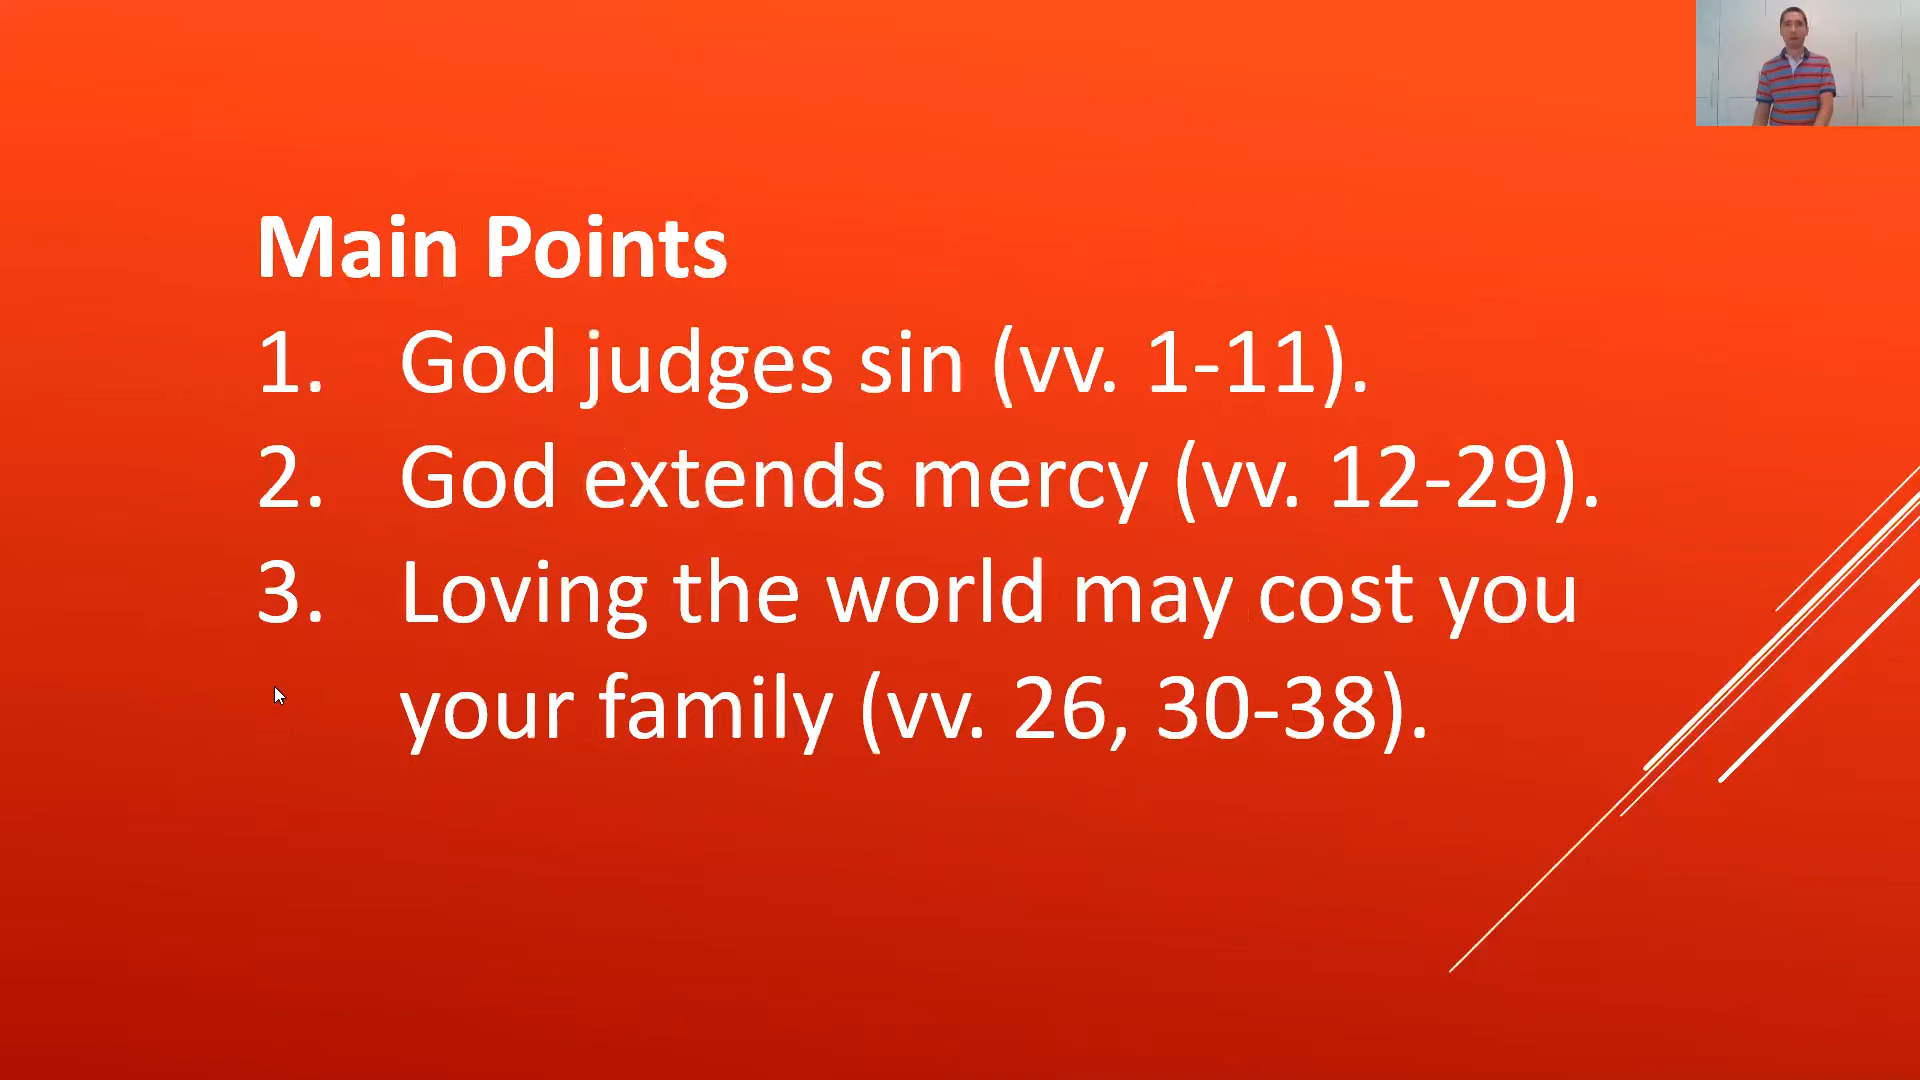 Main Points
1. God judges sin (vv. 1-11).
2. God extends mercy (vv. 12-29).
3. Loving the world may cost you
your family (vv. 26, 30-38).